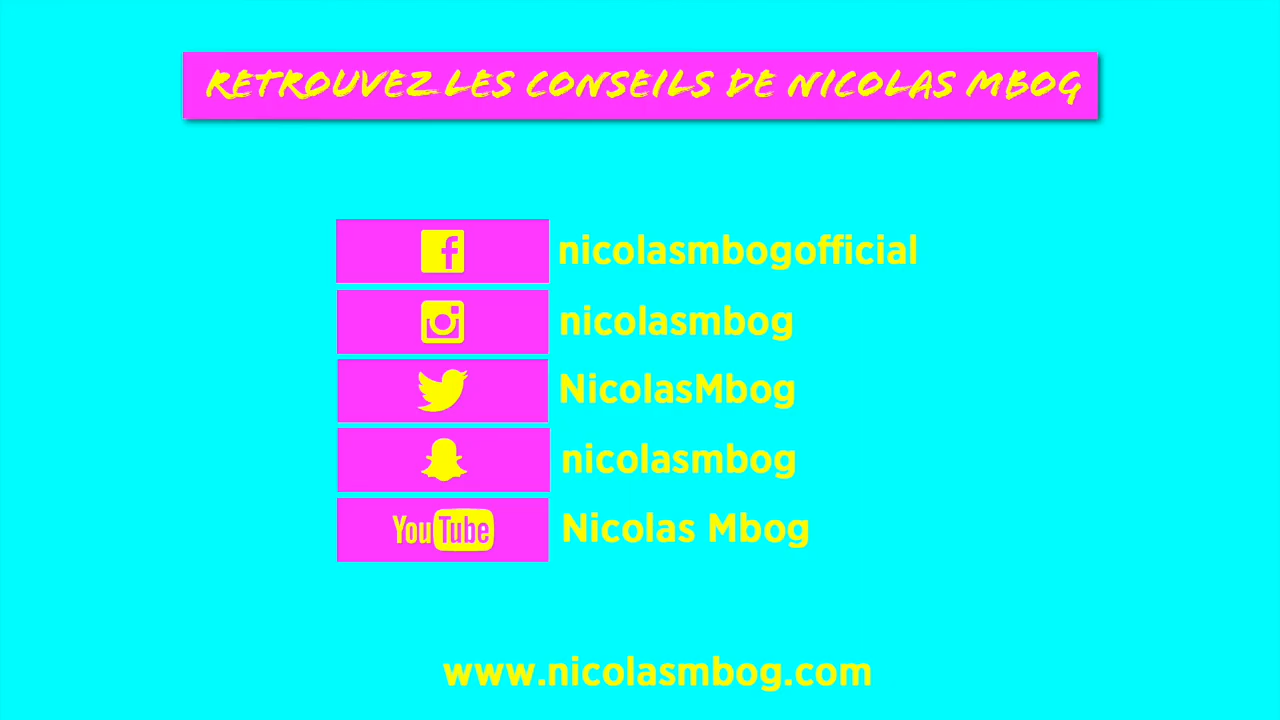 RETROUVEZ LES CONSEILS DE NICOLAS MBOG
nicolasmbogofficial
nicolasmbog
NicolasMbog
nicolasmbog
YouTube Nicolas Mbog
www.nicolasmbog.com